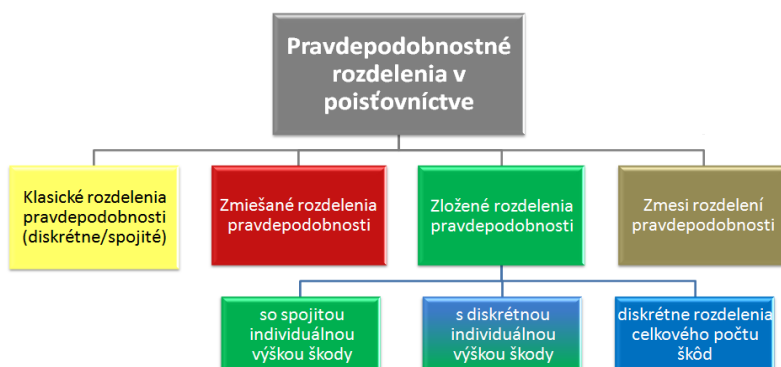 Pravdepodobnostné
rozdelenia v
poisťovníctve
Klasické rozdelenia
pravdepodobnosti
(diskrétne/spojité)
Zmiešané rozdelenia
pravdepodobnosti
Zložené rozdelenia
pravdepodobnosti
Zmesi rozdelení
pravdepodobnosti
so spojitou
individuálnou
výškou škody
s diskrétnou
individuálnou
výškou škody
diskrétne rozdelenia
celkového počtu
škôd